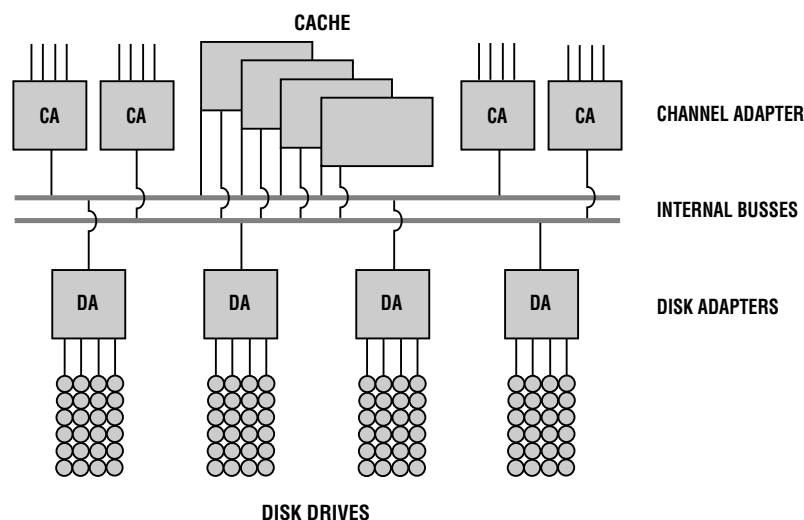 CACHE
CA
CA
CA
CA
CHANNEL ADAPTER
INTERNAL BUSSES
DA
DA
DA
DA
DISK ADAPTERS
DISK DRIVES